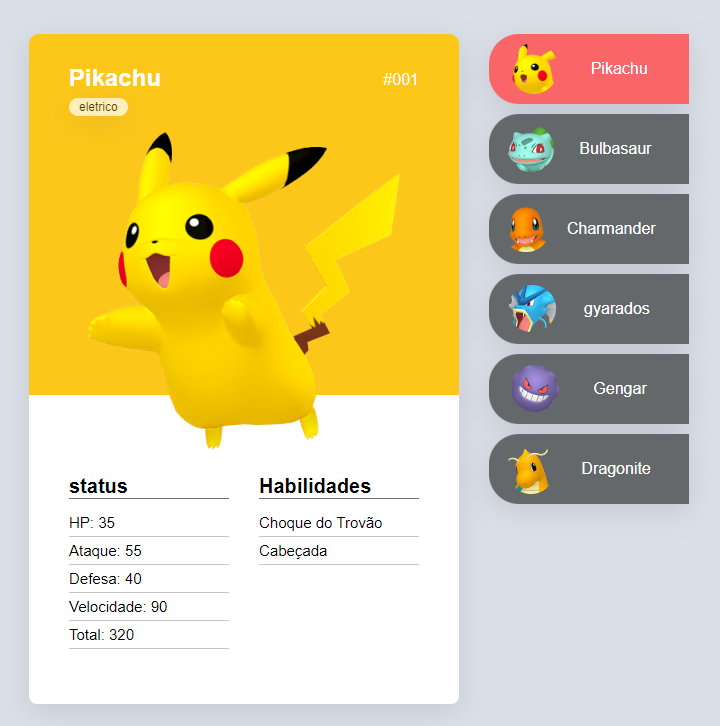 Pikachu
#001
eletrico
status
HP: 35
Ataque: 55
Defesa: 40
Velocidade: 90
Total: 320
Habilidades
Choque do Trovão
Cabeçada
Pikachu
Bulbasaur
Charmander
gyarados
Gengar
Dragonite